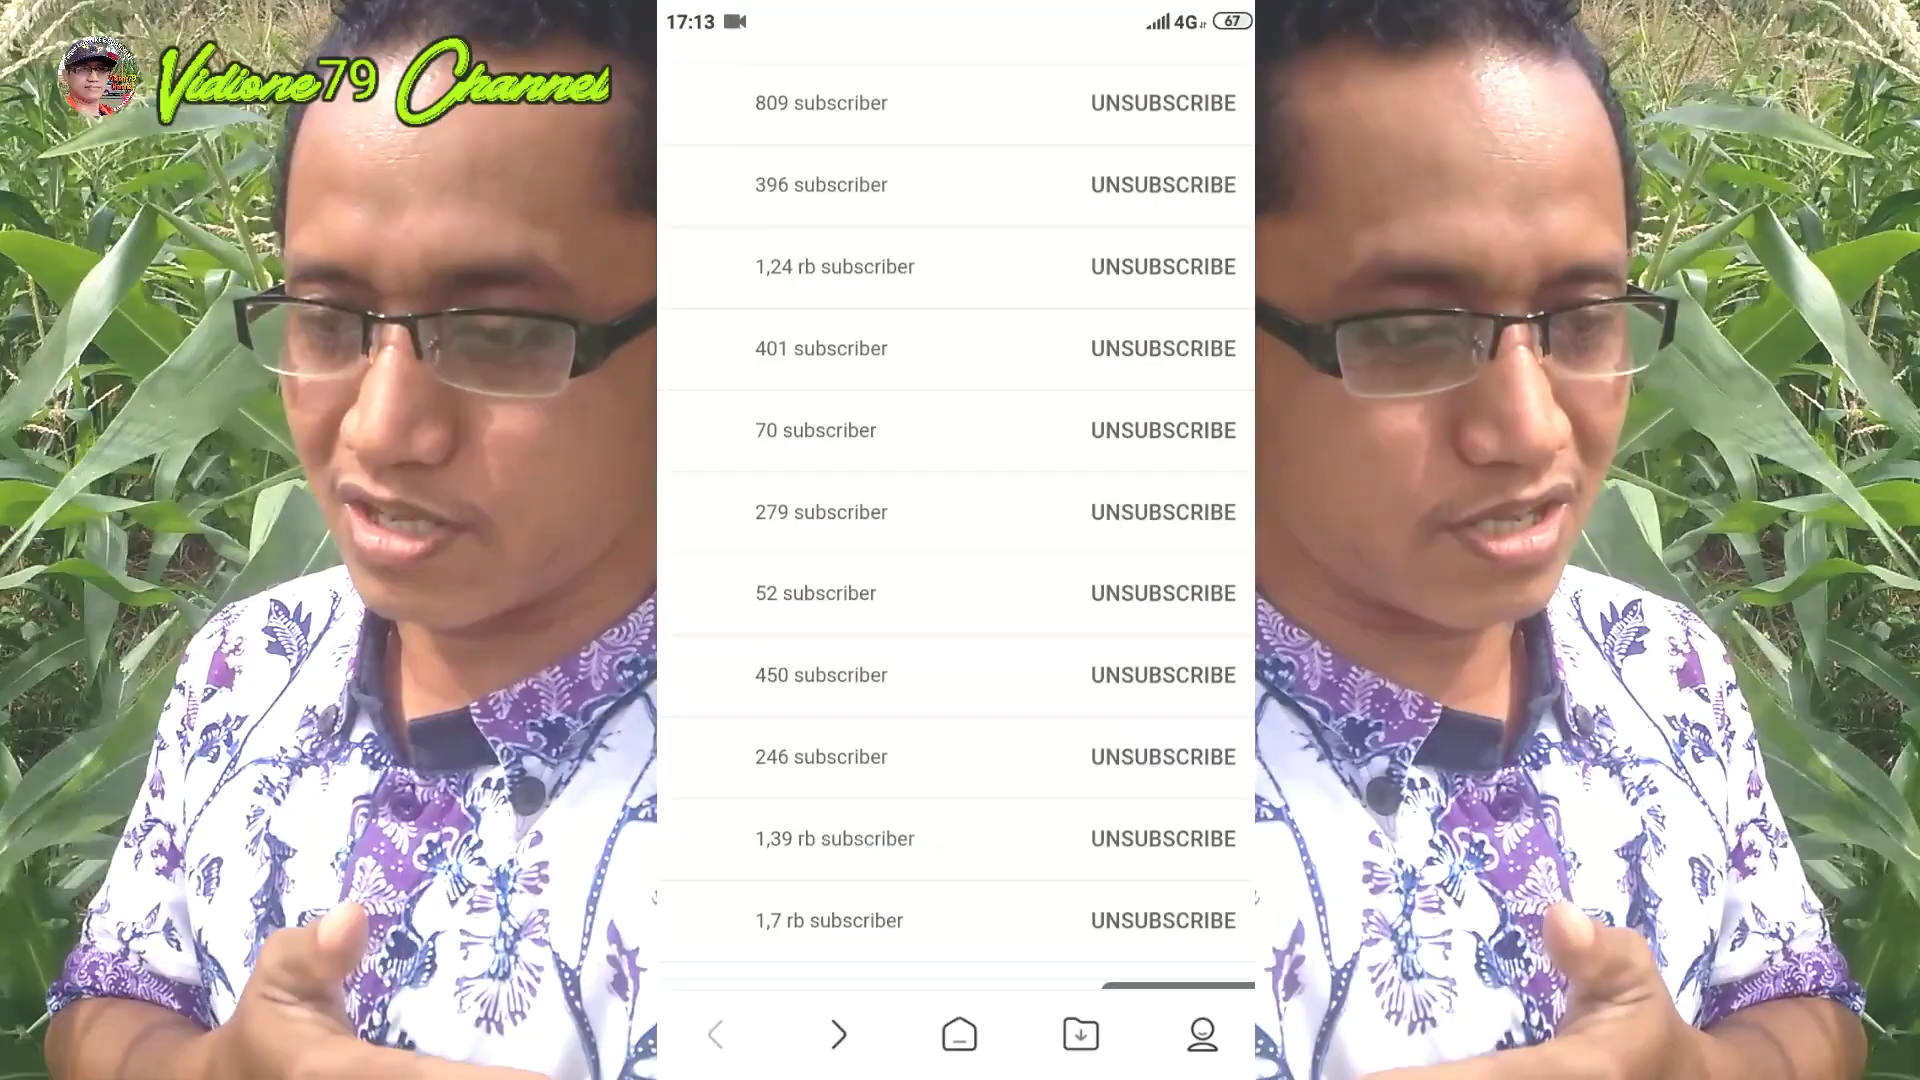 Vidione79 Channel
17:13 4G 67
809 subscriber UNSUBSCRIBE
396 subscriber UNSUBSCRIBE
1,24 rb subscriber UNSUBSCRIBE
401 subscriber UNSUBSCRIBE
70 subscriber UNSUBSCRIBE
279 subscriber UNSUBSCRIBE
52 subscriber UNSUBSCRIBE
450 subscriber UNSUBSCRIBE
246 subscriber UNSUBSCRIBE
1,39 rb subscriber UNSUBSCRIBE
1,7 rb subscriber UNSUBSCRIBE